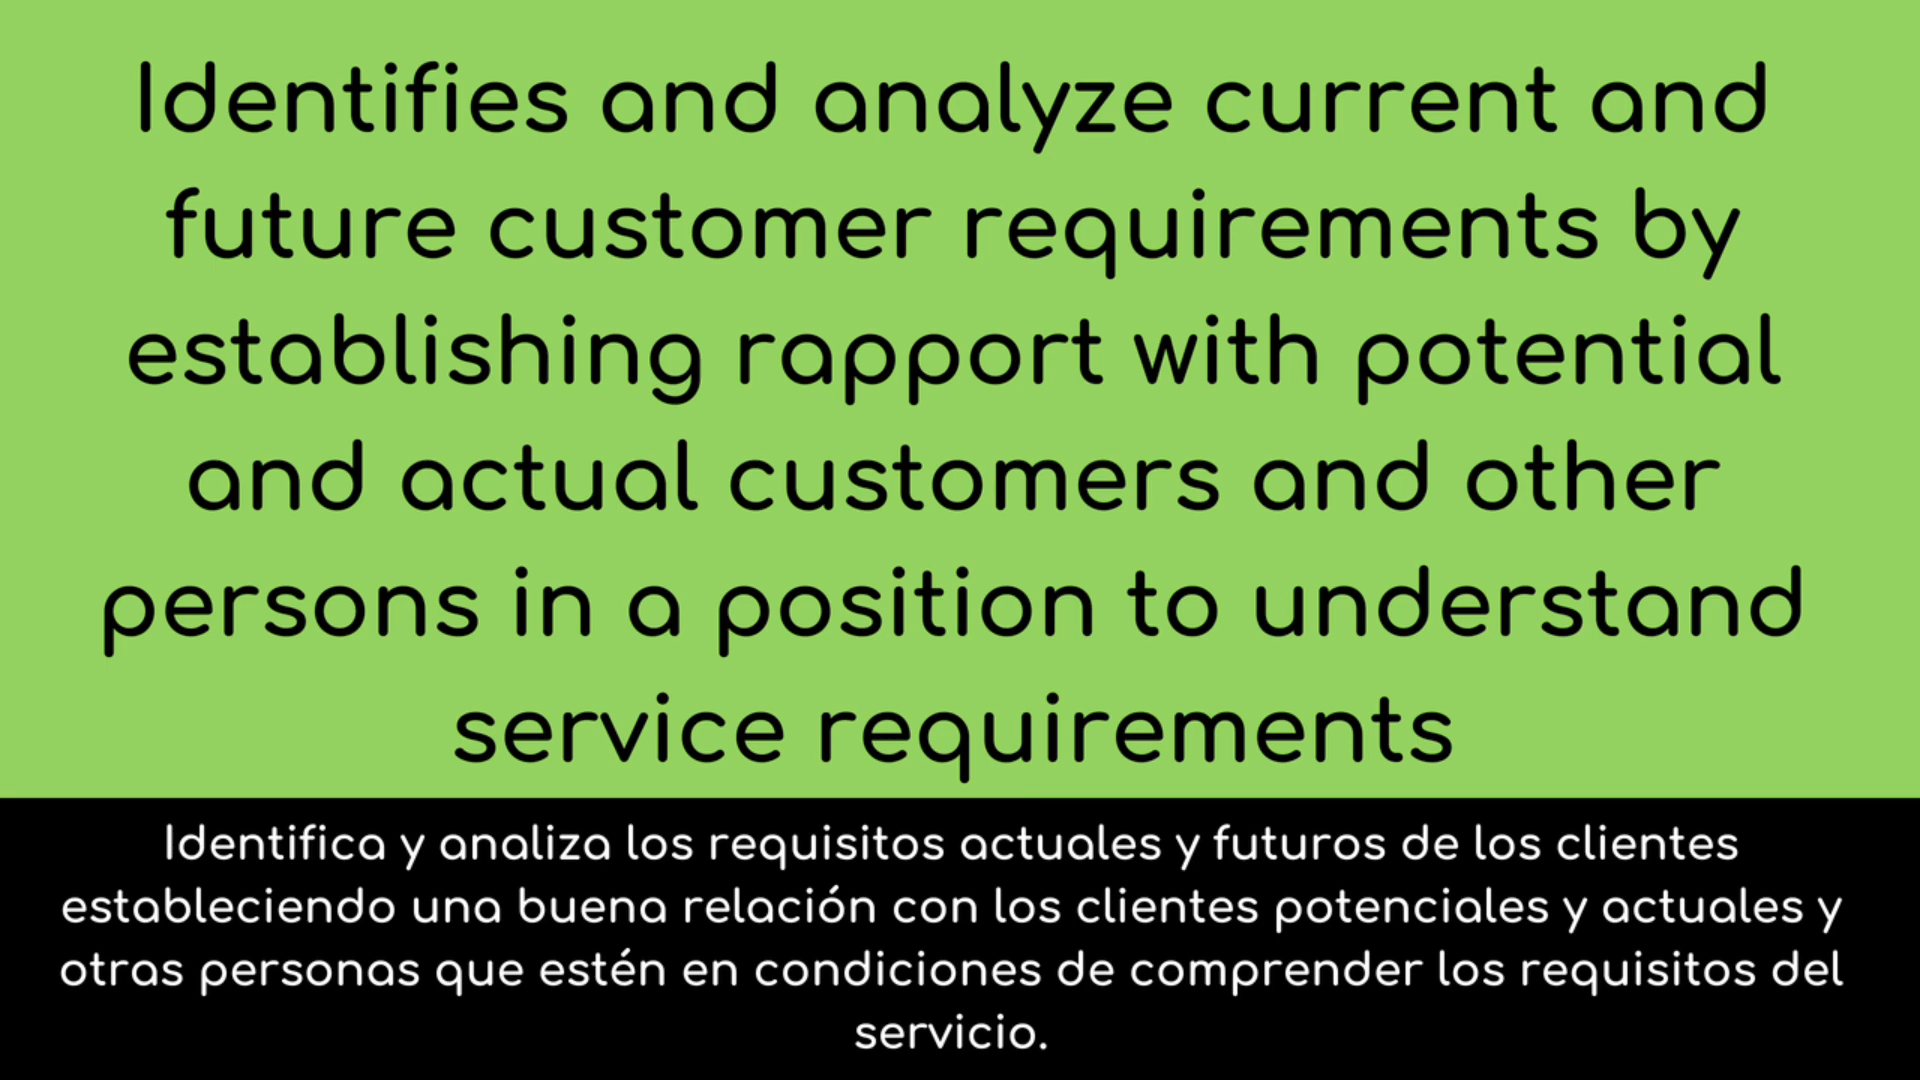 Identifies and analyze current and
future customer requirements by
establishing rapport with potential
and actual customers and other
persons in a position to understand
service requirements
Identifica y analiza los requisitos actuales y futuros de los clientes
estableciendo una buena relación con los clientes potenciales y actuales y
otras personas que estén en condiciones de comprender los requisitos del
servicio.